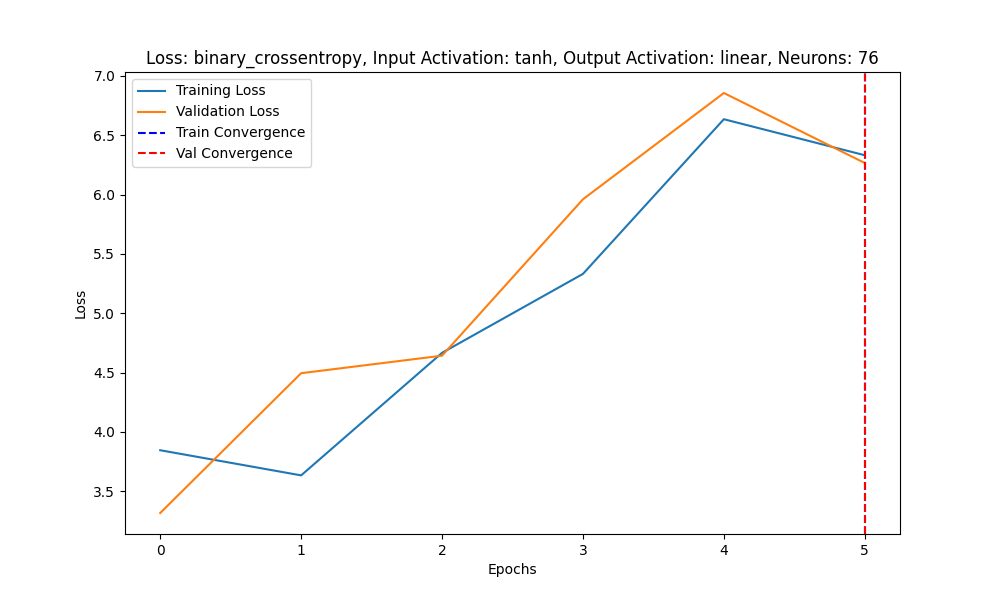 Loss: binary_crossentropy, Input Activation: tanh, Output Activation: linear, Neurons: 76
7.0
6.5
6.0
5.5
5.0
4.5
4.0
3.5
Loss
Training Loss
Validation Loss
Train Convergence
Val Convergence
0 1 2 3 4 5
Epochs